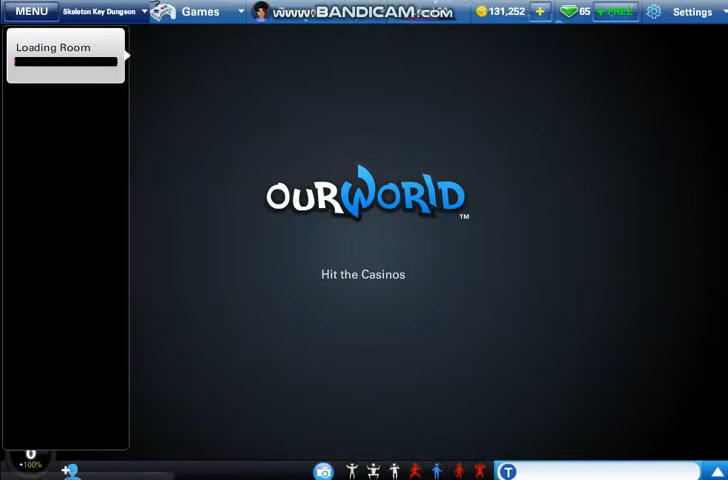 MENU Skeleton Key Dungeon Games www.BANDICAM.com 131,252 + 65 + FREE Settings
Loading Room
OURWORLD
TM
Hit the Casinos
0
+100%
+
T